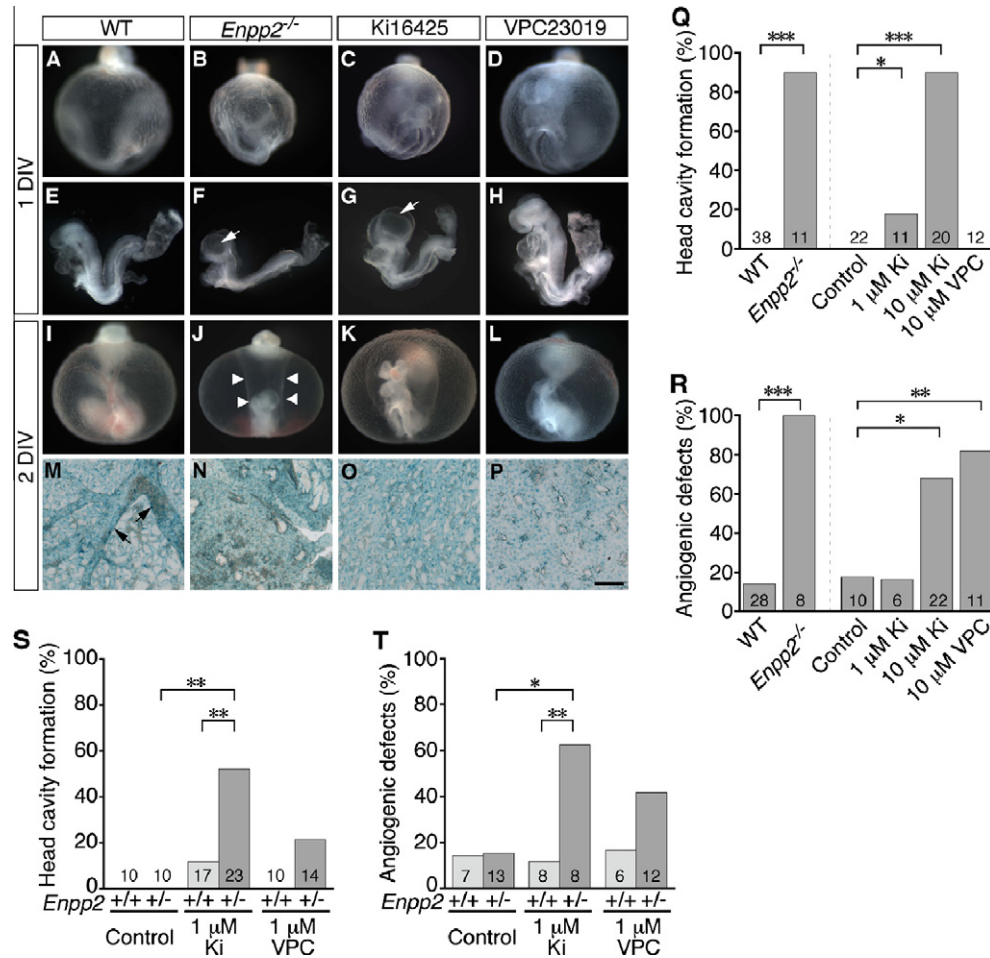 WT Enpp2-/- Ki16425 VPC23019
1 DIV
A B C D
E F G H
2 DIV
I J K L
M N O P
Q
Head cavity formation (%)
100
80
60
40
20
0
*** *** *
38 11 22 11 20 12
WT Enpp2-/- Control 1 µM Ki 10 µM Ki 10 µM VPC
R
Angiogenic defects (%)
100
80
60
40
20
0
*** ** *
28 8 10 6 22 11
WT Enpp2-/- Control 1 µM Ki 10 µM Ki 10 µM VPC
S
Head cavity formation (%)
100
80
60
40
20
0
**
**
10 10 17 23 10 14
Enpp2 +/+ +/- +/+ +/- +/+ +/-
Control 1 µM Ki 1 µM VPC
T
Angiogenic defects (%)
100
80
60
40
20
0
*
**
7 13 8 8 6 12
Enpp2 +/+ +/- +/+ +/- +/+ +/-
Control 1 µM Ki 1 µM VPC